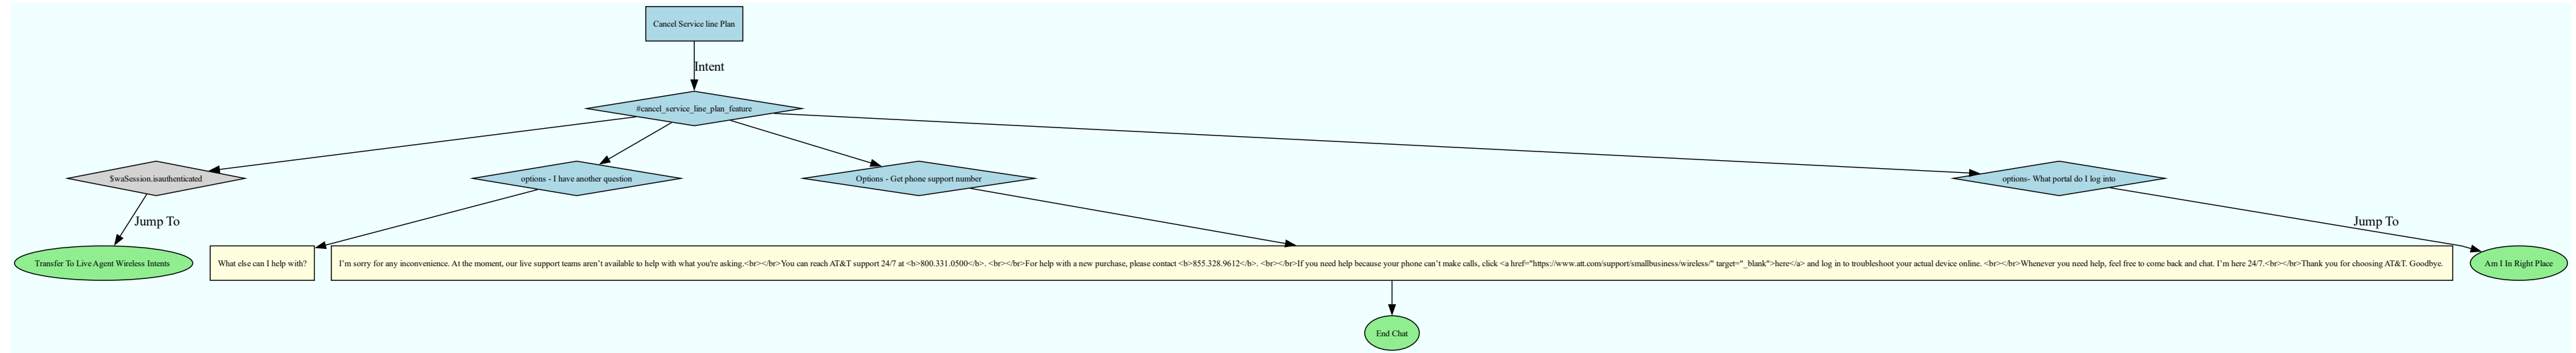 Cancel Service line Plan
Intent
#cancel_service_line_plan_feature
$waSession.isauthenticated
options - I have another question
Options - Get phone support number
options- What portal do I log into
Jump To
Jump To
Transfer To Live Agent Wireless Intents
What else can I help with?
I'm sorry for any inconvenience. At the moment, our live support teams aren't available to help with what you're asking.<br></br>You can reach AT&T support 24/7 at <b>800.331.0500</b>. <br></br>For help with a new purchase, please contact <b>855.328.9612</b>. <br></br>If you need help because your phone can't make calls, click <a href="https://www.att.com/support/smallbusiness/wireless/" target="_blank">here</a> and log in to troubleshoot your actual device online. <br></br>Whenever you need help, feel free to come back and chat. I'm here 24/7.<br></br>Thank you for choosing AT&T. Goodbye.
Am I In Right Place
End Chat